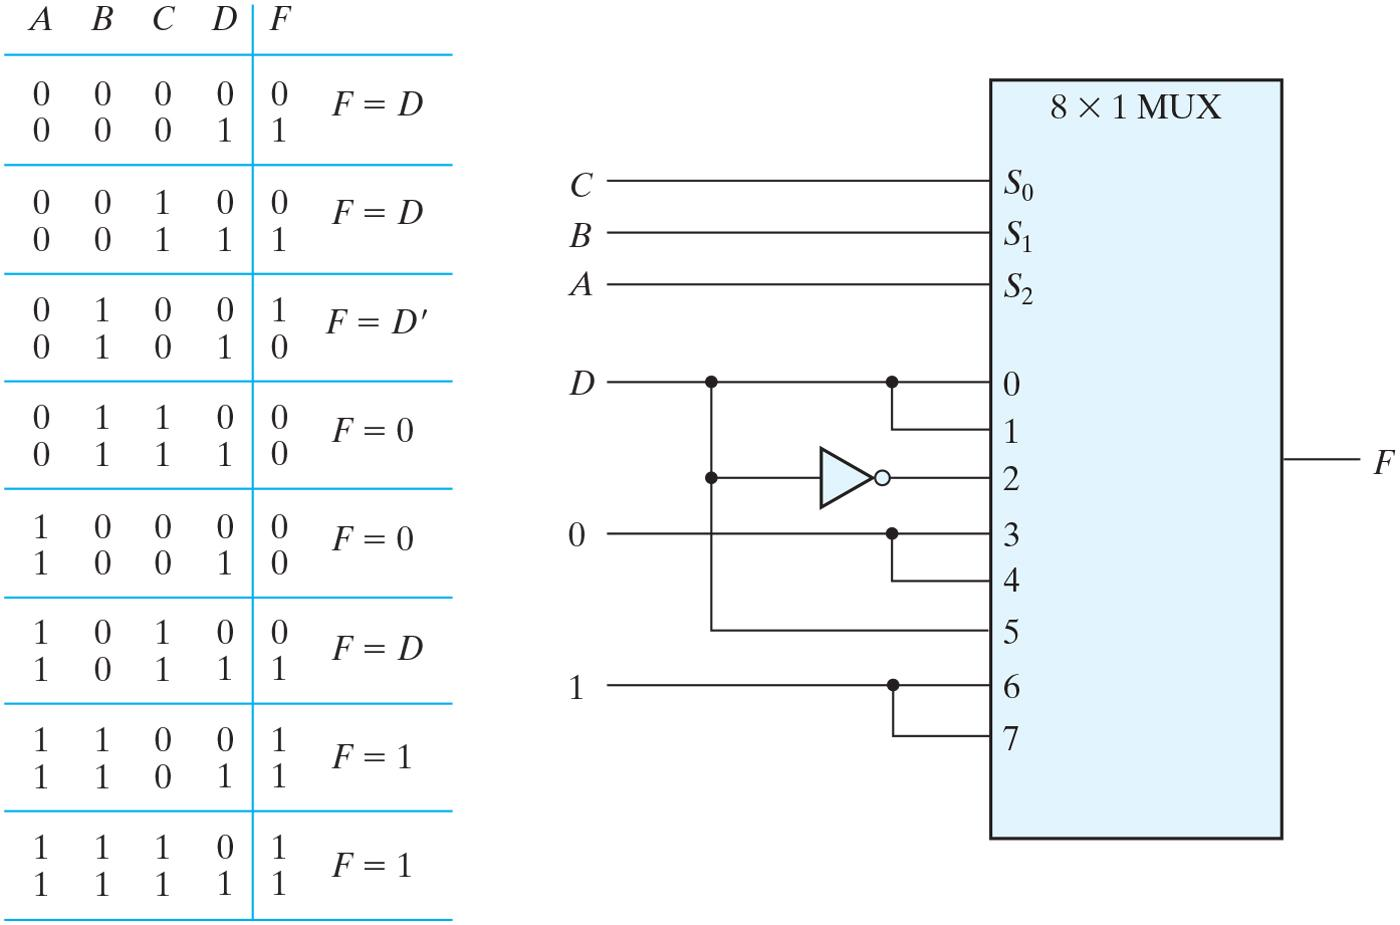 A B C D F
0 0 0 0 0 F = D
0 0 0 1 1
0 0 1 0 0 F = D
0 0 1 1 1
0 1 0 0 1 F = D′
0 1 0 1 0
0 1 1 0 0 F = 0
0 1 1 1 0
1 0 0 0 0 F = 0
1 0 0 1 0
1 0 1 0 0 F = D
1 0 1 1 1
1 1 0 0 1 F = 1
1 1 0 1 1
1 1 1 0 1 F = 1
1 1 1 1 1
8 × 1 MUX
C S₀
B S₁
A S₂
D 0
1
2
F
0 3
4
5
1 6
7